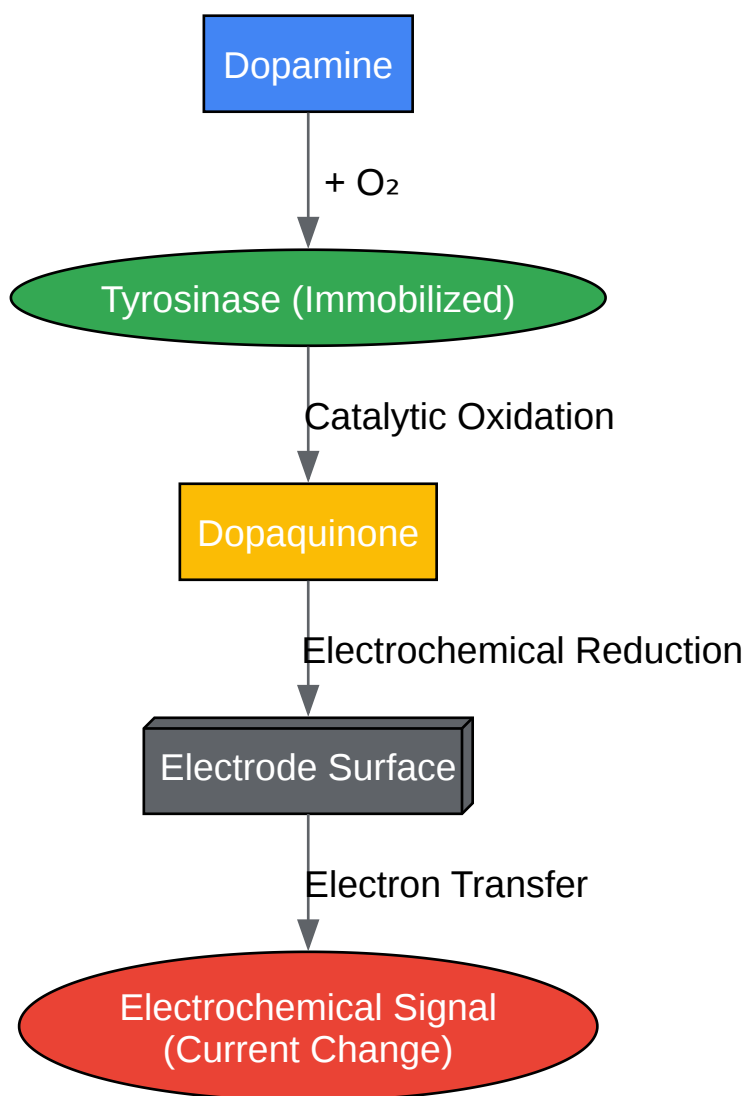 Dopamine
+ O₂
Tyrosinase (Immobilized)
Catalytic Oxidation
Dopaquinone
Electrochemical Reduction
Electrode Surface
Electron Transfer
Electrochemical Signal
(Current Change)